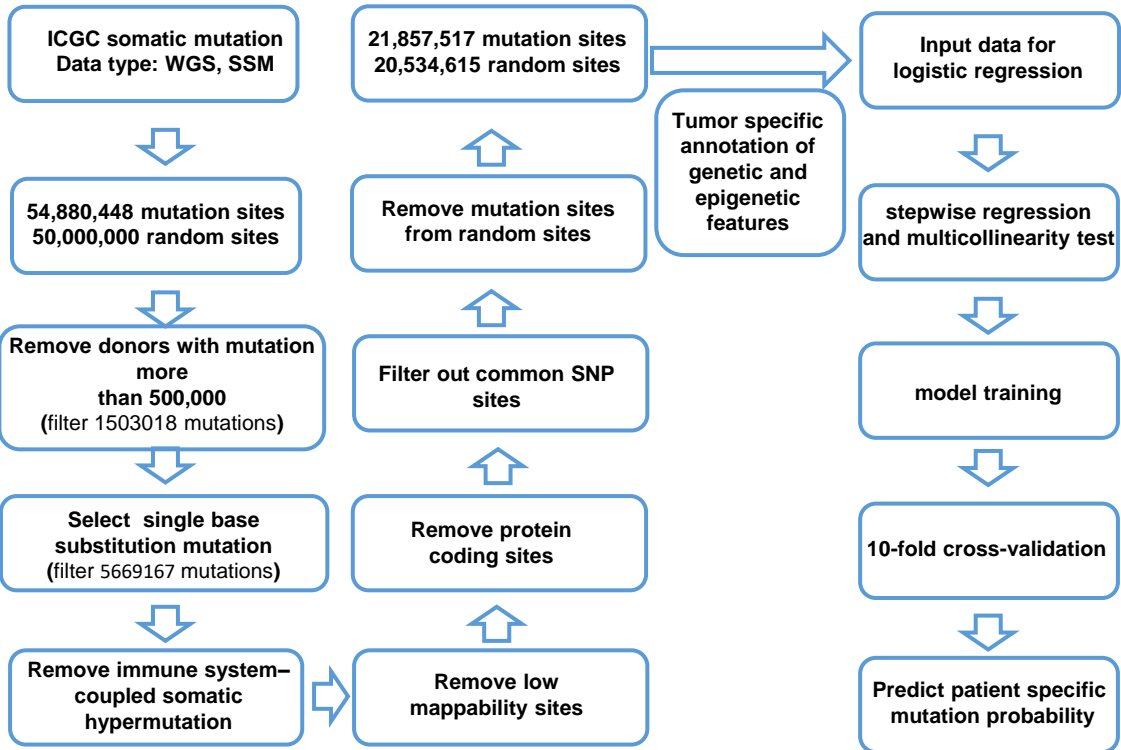 ICGC somatic mutation
Data type: WGS, SSM
54,880,448 mutation sites
50,000,000 random sites
Remove donors with mutation
more
than 500,000
(filter 1503018 mutations)
Select single base
substitution mutation
(filter 5669167 mutations)
Remove immune system–
coupled somatic
hypermutation
Remove low
mappability sites
Remove protein
coding sites
Filter out common SNP
sites
Remove mutation sites
from random sites
21,857,517 mutation sites
20,534,615 random sites
Tumor specific
annotation of
genetic and
epigenetic
features
Input data for
logistic regression
stepwise regression
and multicollinearity test
model training
10-fold cross-validation
Predict patient specific
mutation probability